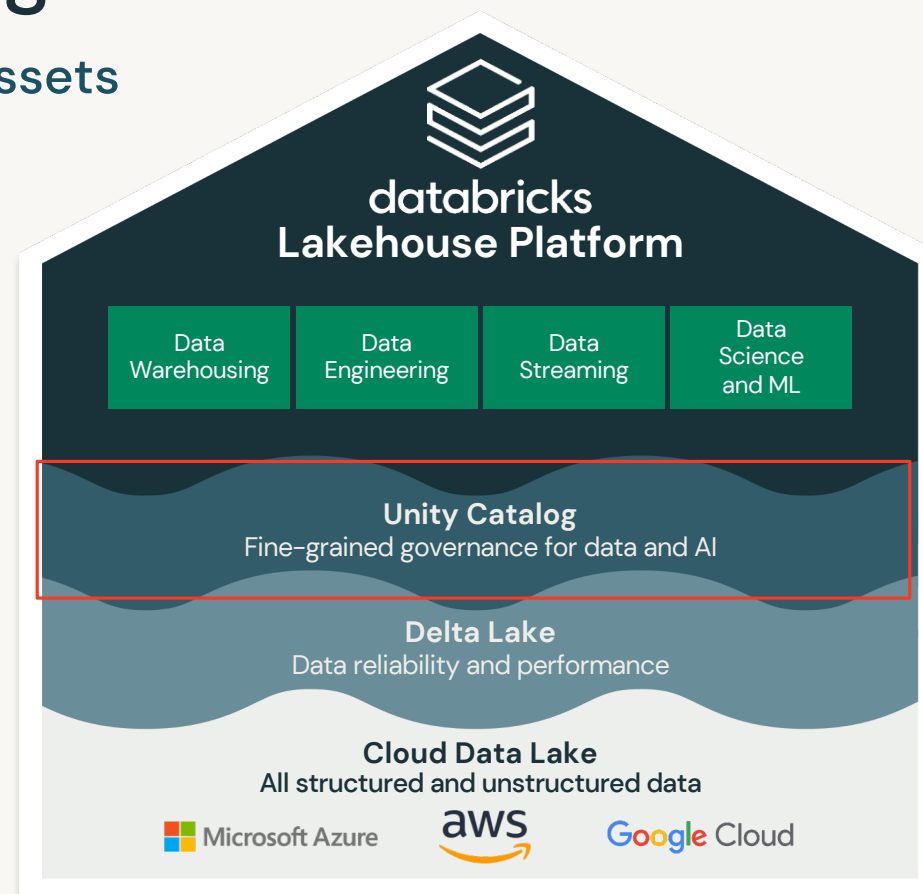 g
ssets
databricks
Lakehouse Platform
Data
Warehousing
Data
Engineering
Data
Streaming
Data
Science
and ML
Unity Catalog
Fine-grained governance for data and AI
Delta Lake
Data reliability and performance
Cloud Data Lake
All structured and unstructured data
Microsoft Azure
aws
Google Cloud